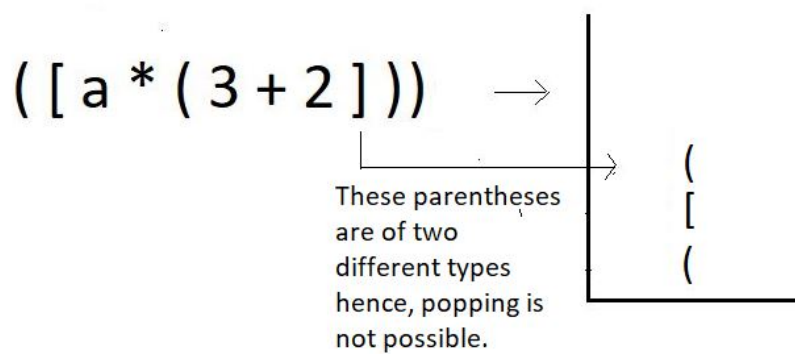 ( [ a * ( 3 + 2 ] ) )
(
[
(
These parentheses
are of two
different types
hence, popping is
not possible.